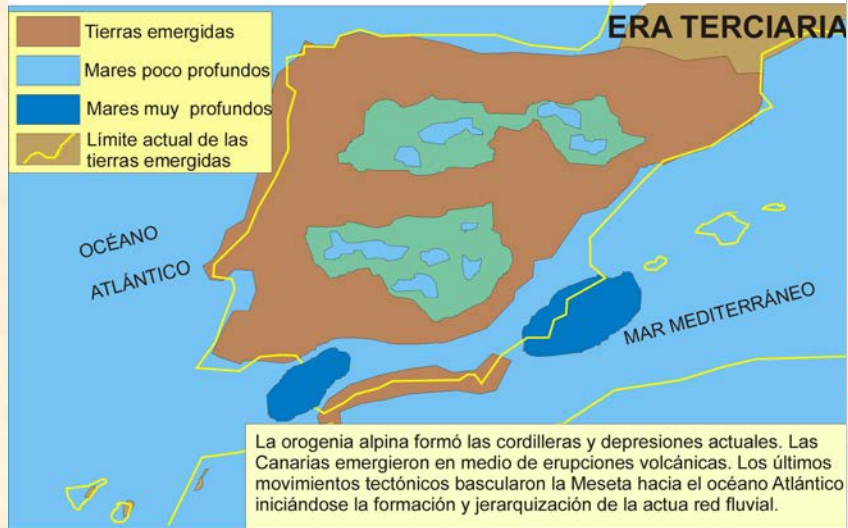 ERA TERCIARIA
Tierras emergidas
Mares poco profundos
Mares muy profundos
Límite actual de las
tierras emergidas
OCÉANO
ATLÁNTICO
MAR MEDITERRÁNEO
La orogenia alpina formó las cordilleras y depresiones actuales. Las
Canarias emergieron en medio de erupciones volcánicas. Los últimos
movimientos tectónicos bascularon la Meseta hacia el océano Atlántico
iniciándose la formación y jerarquización de la actua red fluvial.